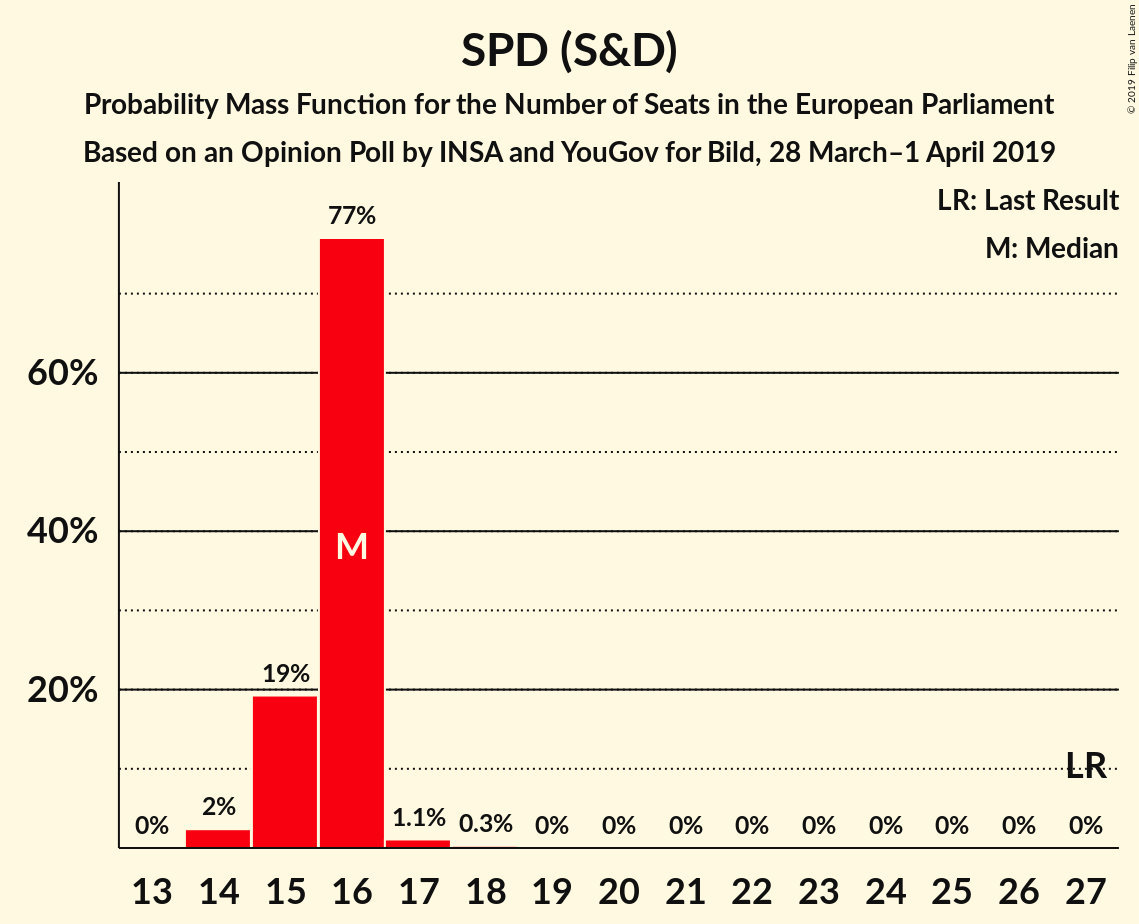 © 2019 Filip van Laenen
SPD (S&D)
Probability Mass Function for the Number of Seats in the European Parliament
Based on an Opinion Poll by INSA and YouGov for Bild, 28 March–1 April 2019
LR: Last Result
M: Median
77%
60%
40%
M
19%
20%
LR
0% 2% 1.1% 0.3% 0% 0% 0% 0% 0% 0% 0% 0% 0%
13 14 15 16 17 18 19 20 21 22 23 24 25 26 27